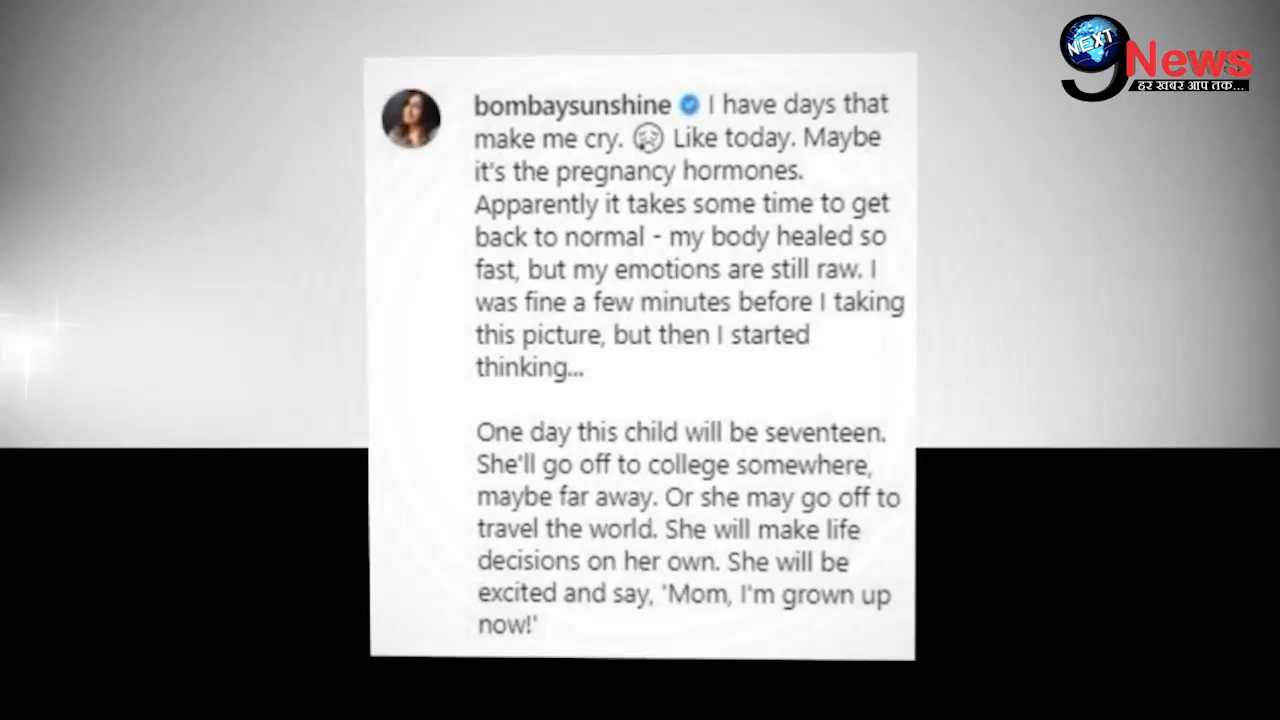 NEXT
9 News
हर खबर आप तक...
bombaysunshine I have days that
make me cry. 😢 Like today. Maybe
it's the pregnancy hormones.
Apparently it takes some time to get
back to normal - my body healed so
fast, but my emotions are still raw. I
was fine a few minutes before I taking
this picture, but then I started
thinking...
One day this child will be seventeen.
She'll go off to college somewhere,
maybe far away. Or she may go off to
travel the world. She will make life
decisions on her own. She will be
excited and say, 'Mom, I'm grown up
now!'